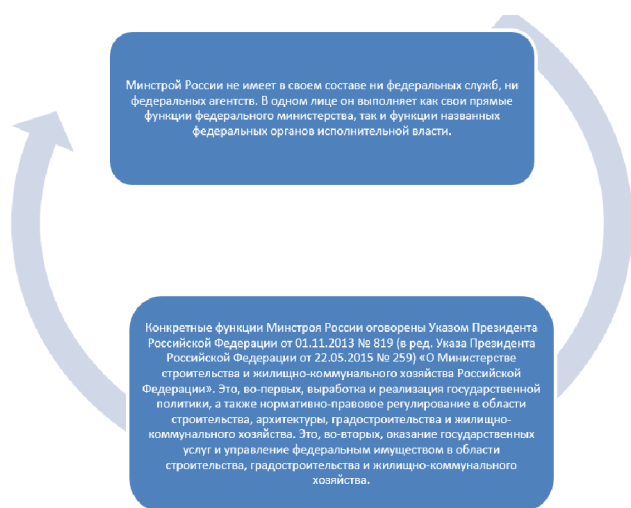 Минстрой России не имеет в своем составе ни федеральных служб, ни
федеральных агентств. В одном лице он выполняет как свои прямые
функции федерального министерства, так и функции названных
федеральных органов исполнительной власти.
Конкретные функции Минстроя России оговорены Указом Президента
Российской Федерации от 01.11.2013 № 819 (в ред. Указа Президента
Российской Федерации от 22.05.2015 № 259) «О Министерстве
строительства и жилищно-коммунального хозяйства Российской
Федерации». Это, во-первых, выработка и реализация государственной
политики, а также нормативно-правовое регулирование в области
строительства, архитектуры, градостроительства и жилищно-
коммунального хозяйства. Это, во-вторых, оказание государственных
услуг и управление федеральным имуществом в области
строительства, градостроительства и жилищно-коммунального
хозяйства.